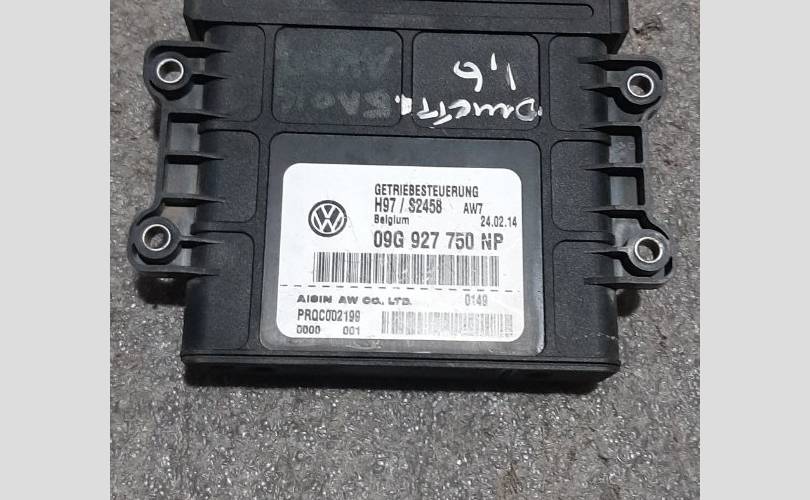 1,6
GETRIEBESTEUERUNG
H97 / S2458 AW7
Belgium 24.02.14
09G 927 750 NP
AISIN AW CO., LTD. 0149
PRQC002199
0000 001